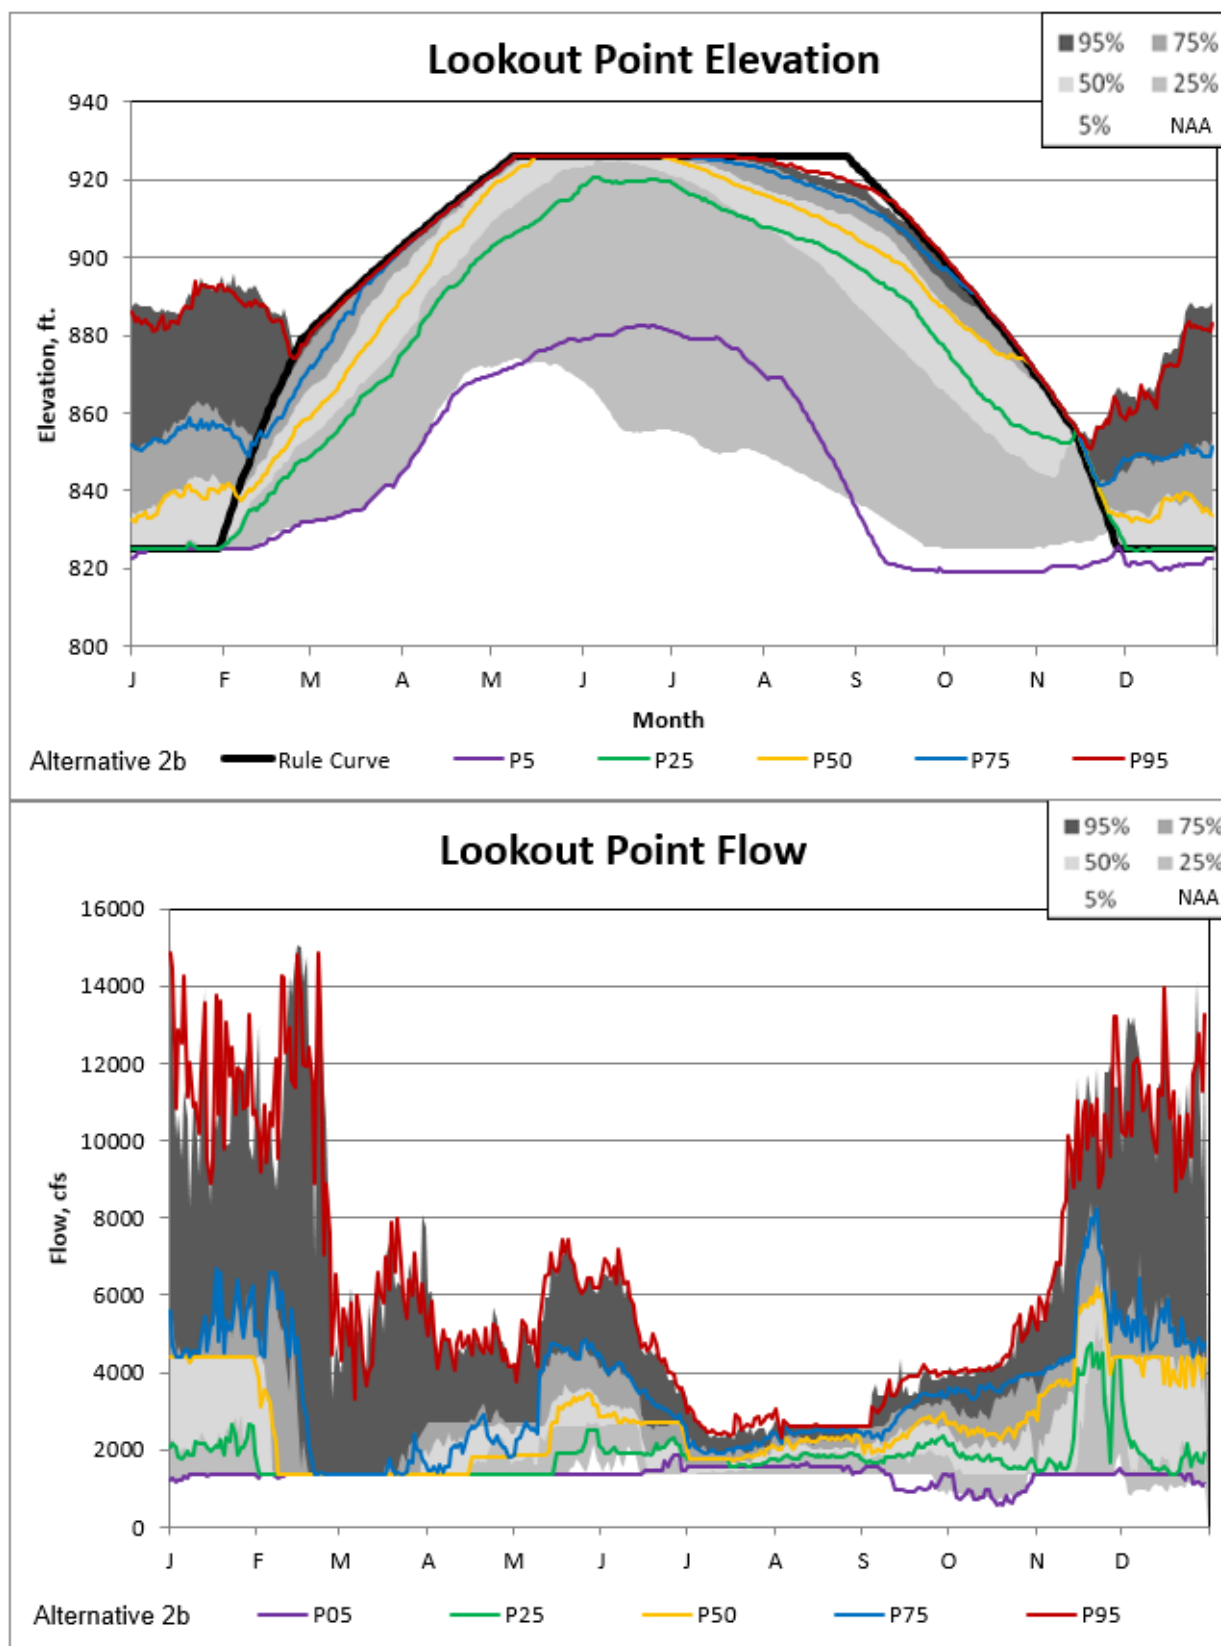 Lookout Point Elevation
95% 75%
50% 25%
5% NAA
940
920
900
880
860
840
820
800
Elevation, ft.
J F M A M J J A S O N D
Month
Alternative 2b Rule Curve P5 P25 P50 P75 P95
Lookout Point Flow
95% 75%
50% 25%
5% NAA
16000
14000
12000
10000
8000
6000
4000
2000
0
Flow, cfs
J F M A M J J A S O N D
Alternative 2b P05 P25 P50 P75 P95